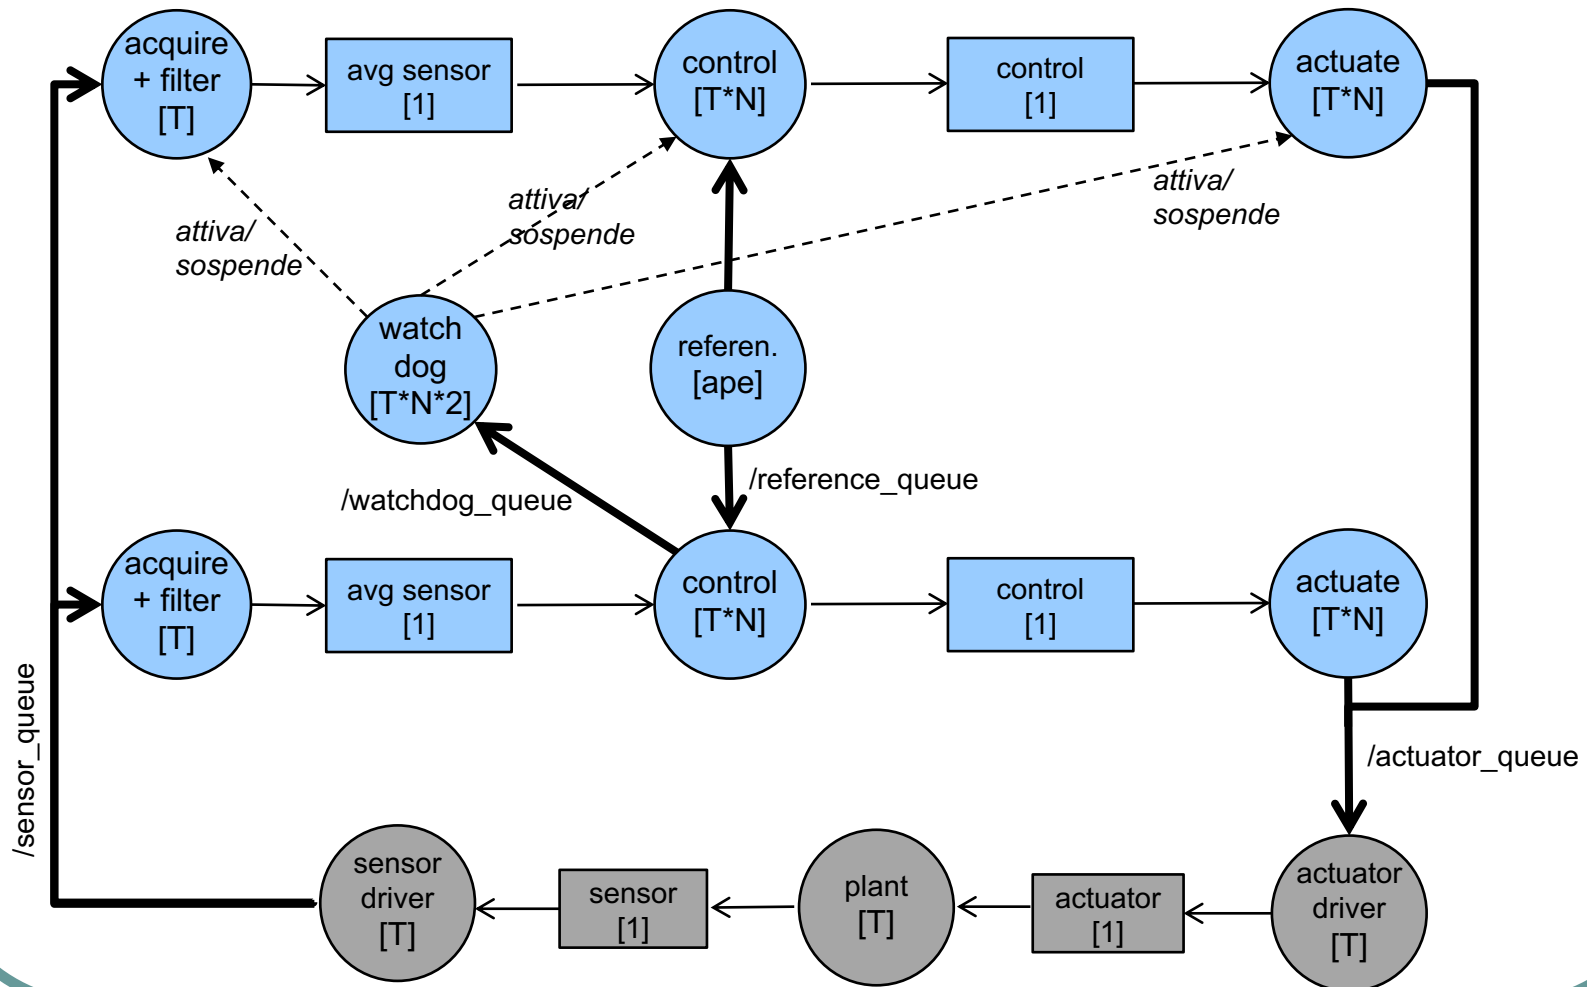 acquire
+ filter
[T]
avg sensor
[1]
control
[T*N]
control
[1]
actuate
[T*N]
attiva/
sospende
attiva/
sospende
attiva/
sospende
watch
dog
[T*N*2]
referen.
[ape]
/watchdog_queue
/reference_queue
acquire
+ filter
[T]
avg sensor
[1]
control
[T*N]
control
[1]
actuate
[T*N]
/sensor_queue
/actuator_queue
sensor
driver
[T]
sensor
[1]
plant
[T]
actuator
[1]
actuator
driver
[T]